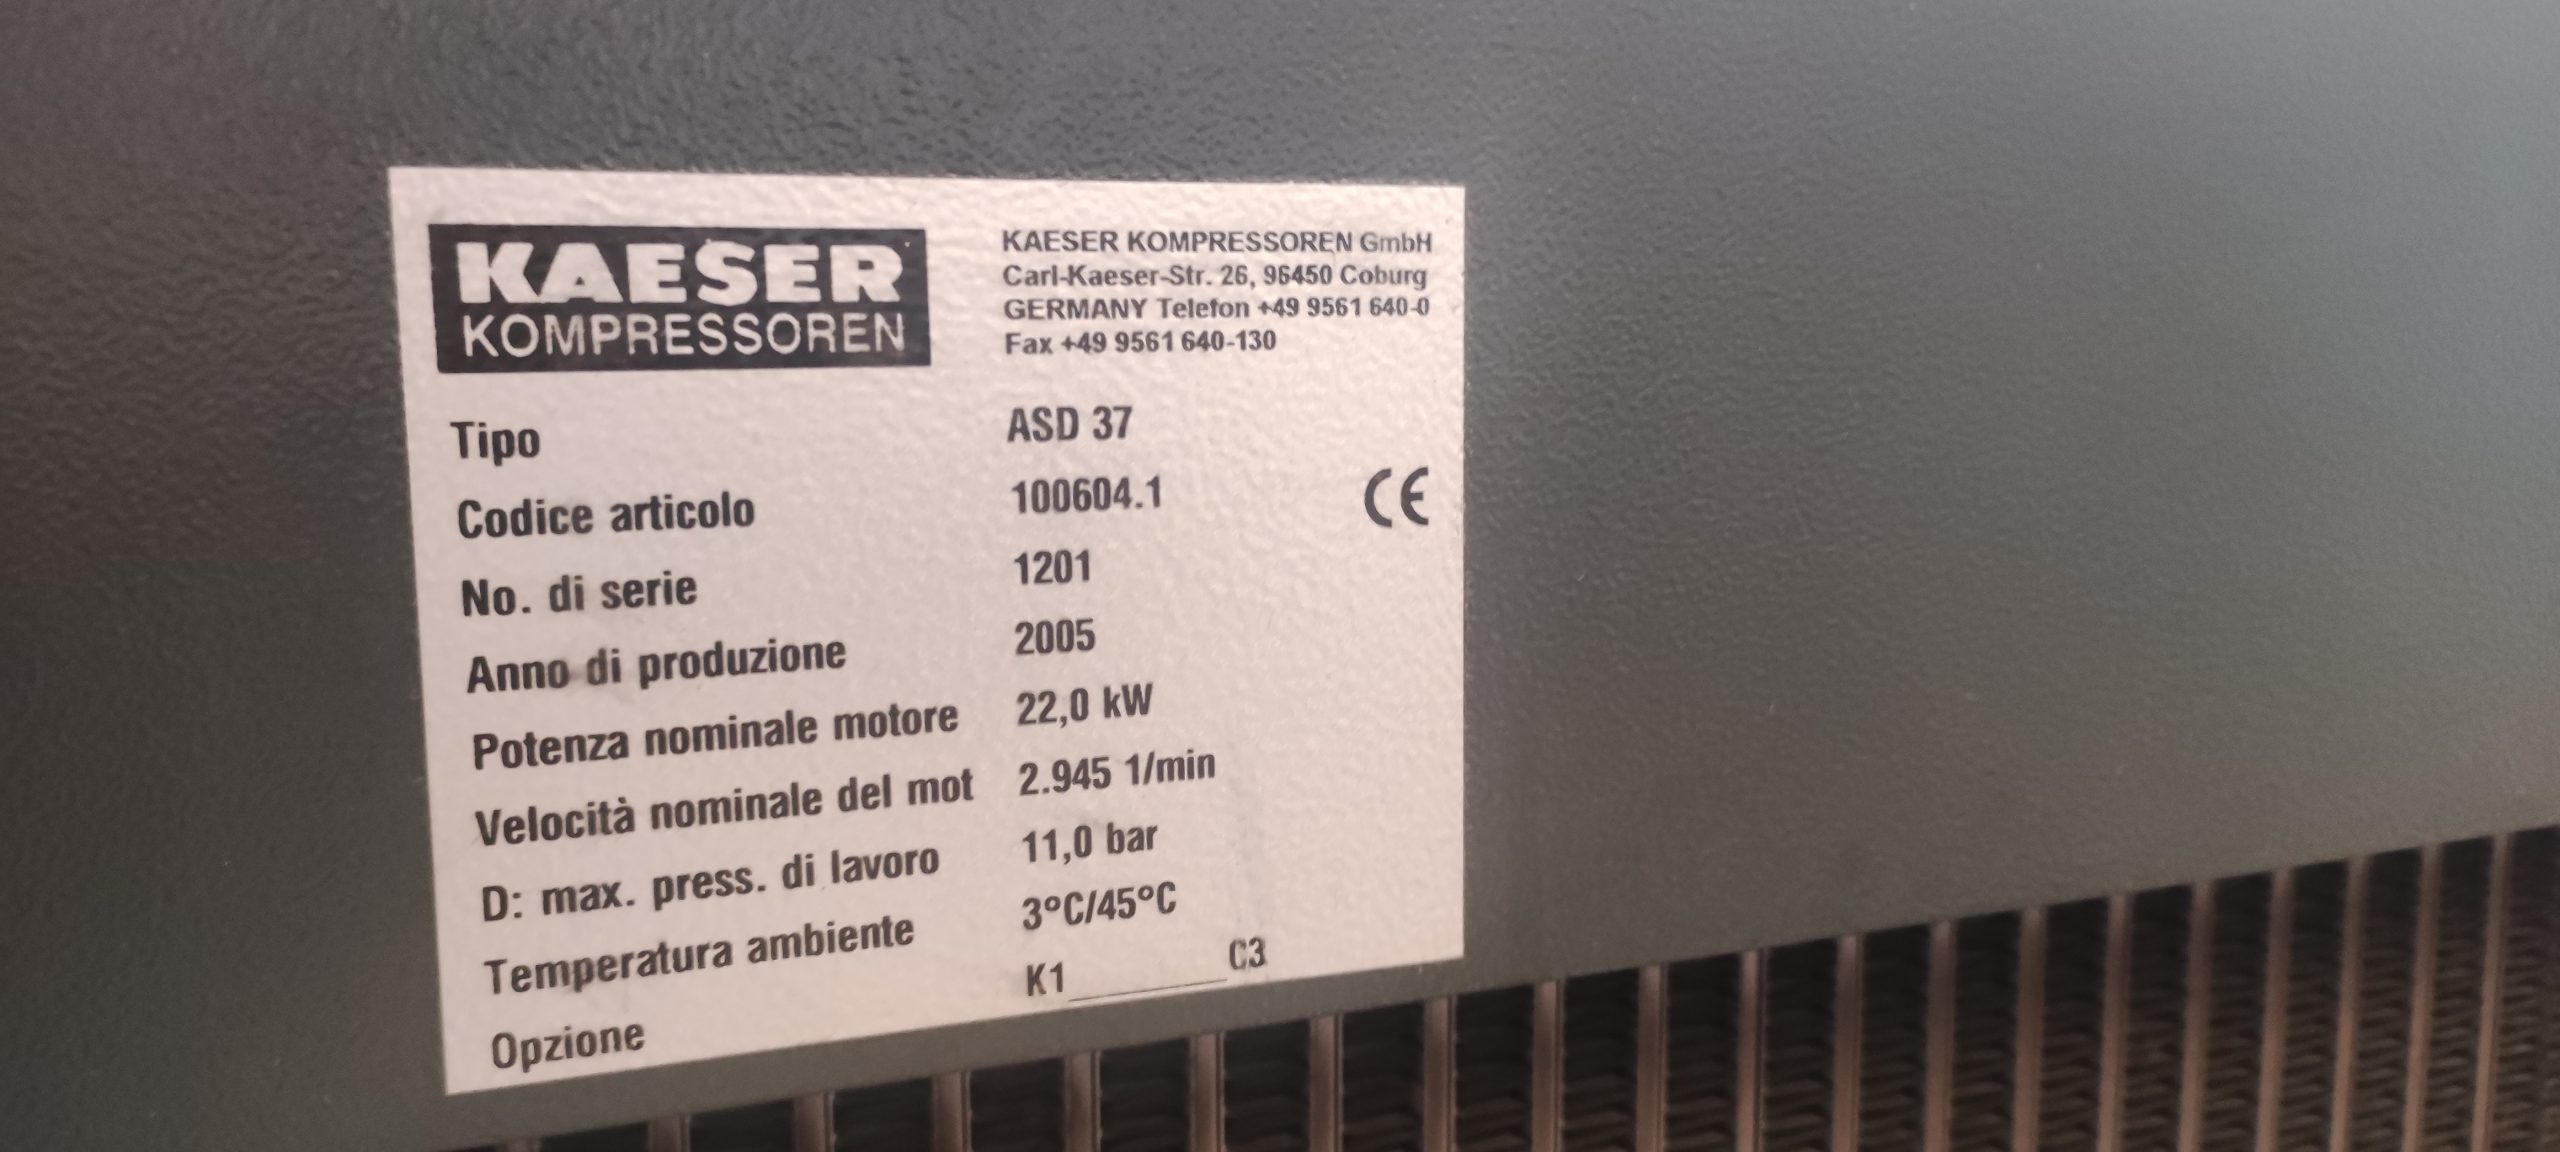 KAESER
KOMPRESSOREN
KAESER KOMPRESSOREN GmbH
Carl-Kaeser-Str. 26, 96450 Coburg
GERMANY Telefon +49 9561 640-0
Fax +49 9561 640-130
Tipo ASD 37
Codice articolo 100604.1
CE
No. di serie 1201
Anno di produzione 2005
Potenza nominale motore 22,0 kW
Velocità nominale del mot 2.945 1/min
D: max. press. di lavoro 11,0 bar
Temperatura ambiente 3°C/45°C
Opzione K1________C3